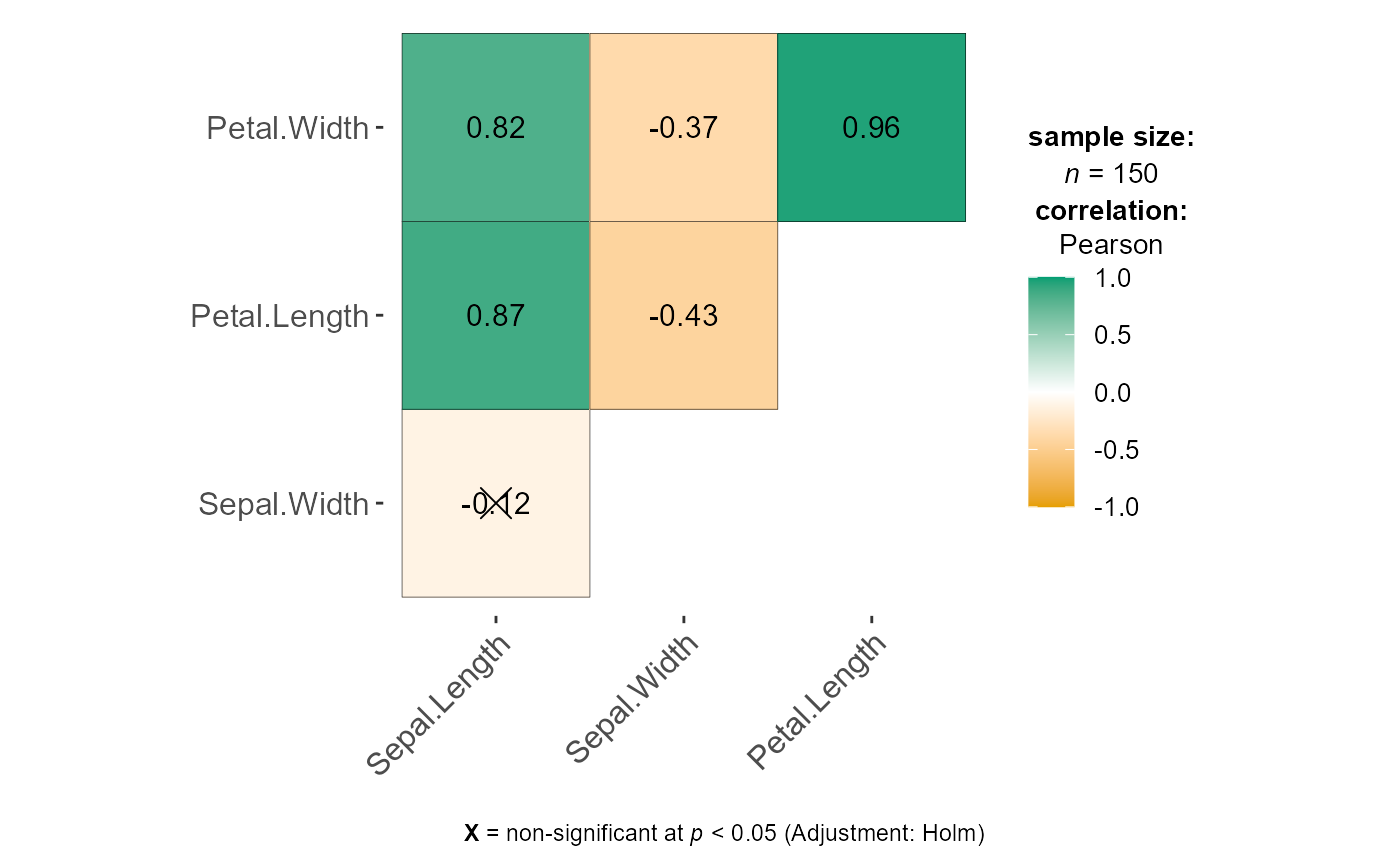 Petal.Width
0.82
-0.37
0.96
Petal.Length
0.87
-0.43
Sepal.Width
-0.12
Sepal.Length
Sepal.Width
Petal.Length
sample size:
n = 150
correlation:
Pearson
1.0
0.5
0.0
-0.5
-1.0
X = non-significant at p < 0.05 (Adjustment: Holm)